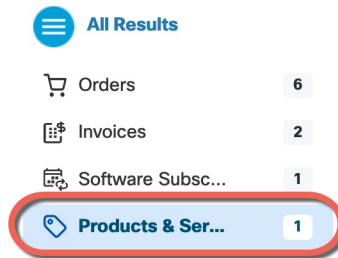 All Results
Orders 6
Invoices 2
Software Subsc... 1
Products & Ser... 1